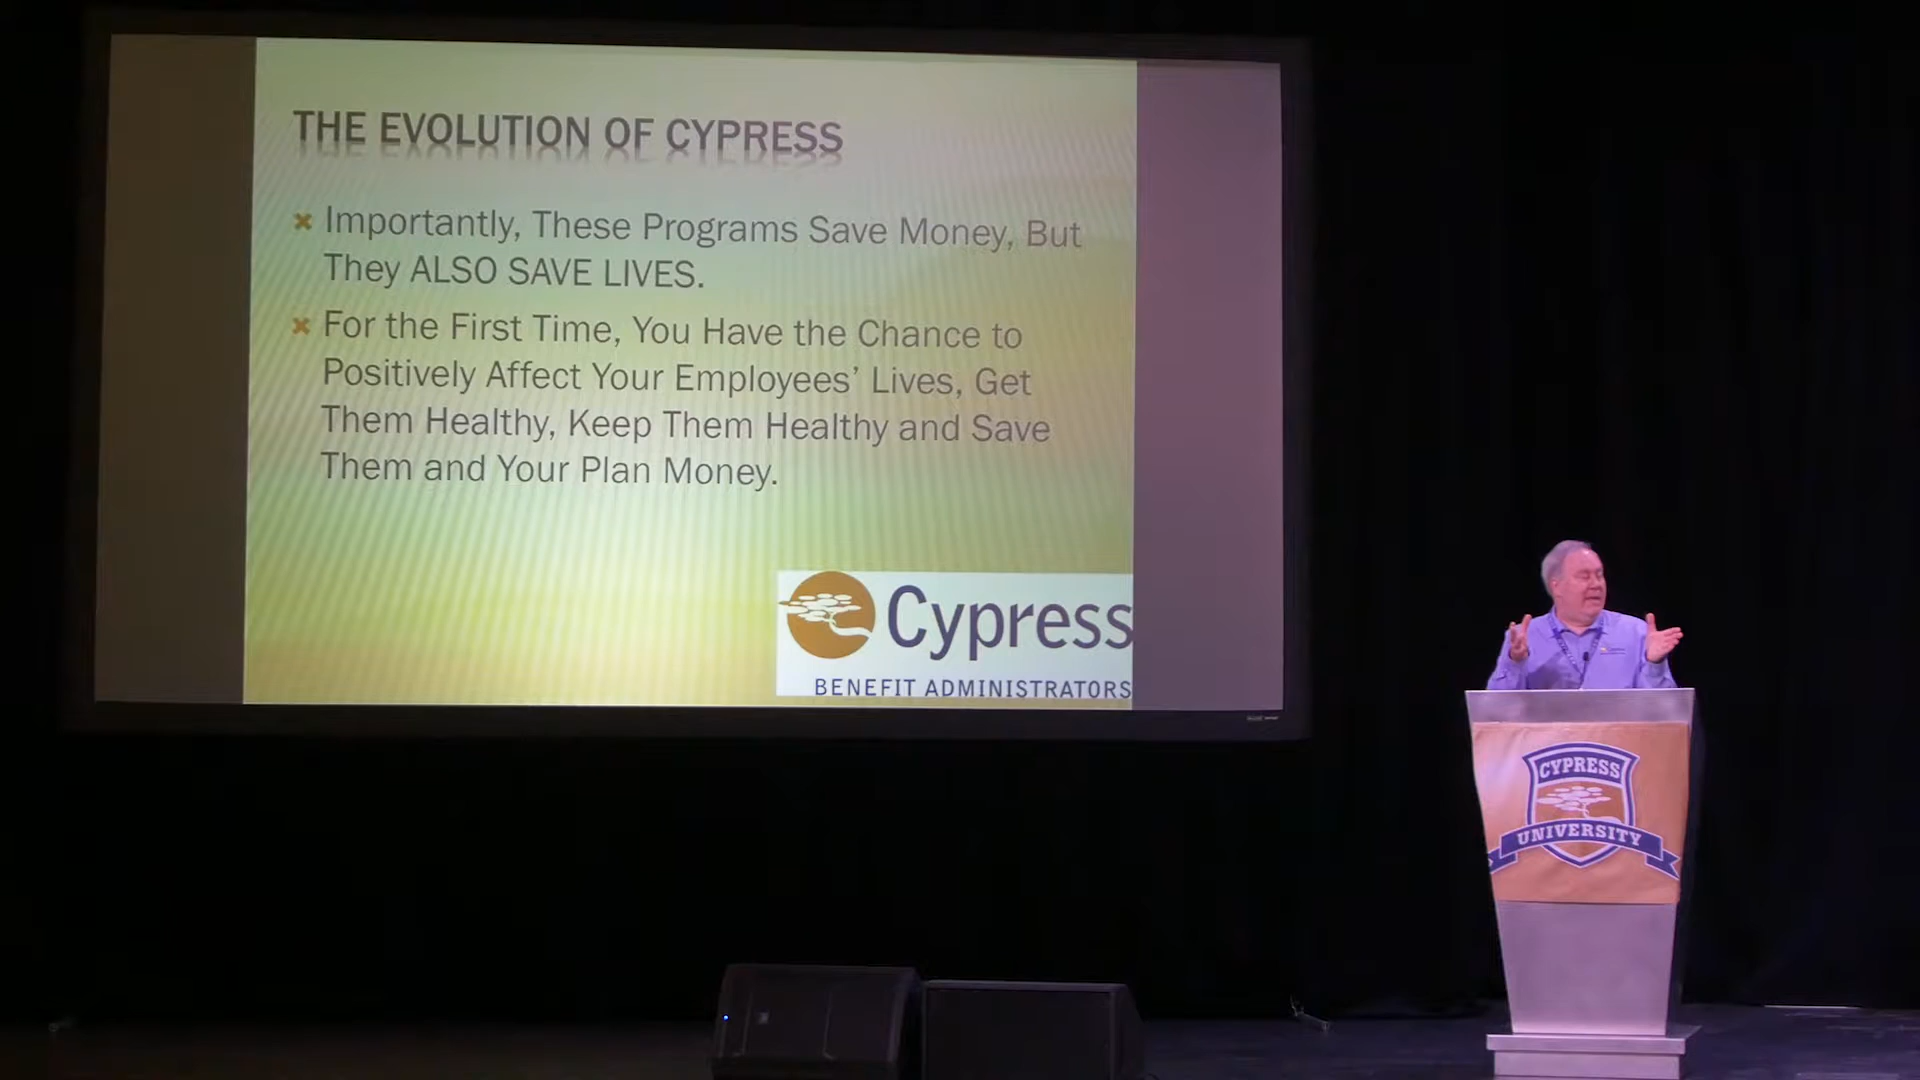 THE EVOLUTION OF CYPRESS
Importantly, These Programs Save Money, But
They ALSO SAVE LIVES.
For the First Time, You Have the Chance to
Positively Affect Your Employees’ Lives, Get
Them Healthy, Keep Them Healthy and Save
Them and Your Plan Money.
Cypress
BENEFIT ADMINISTRATORS
CYPRESS
UNIVERSITY